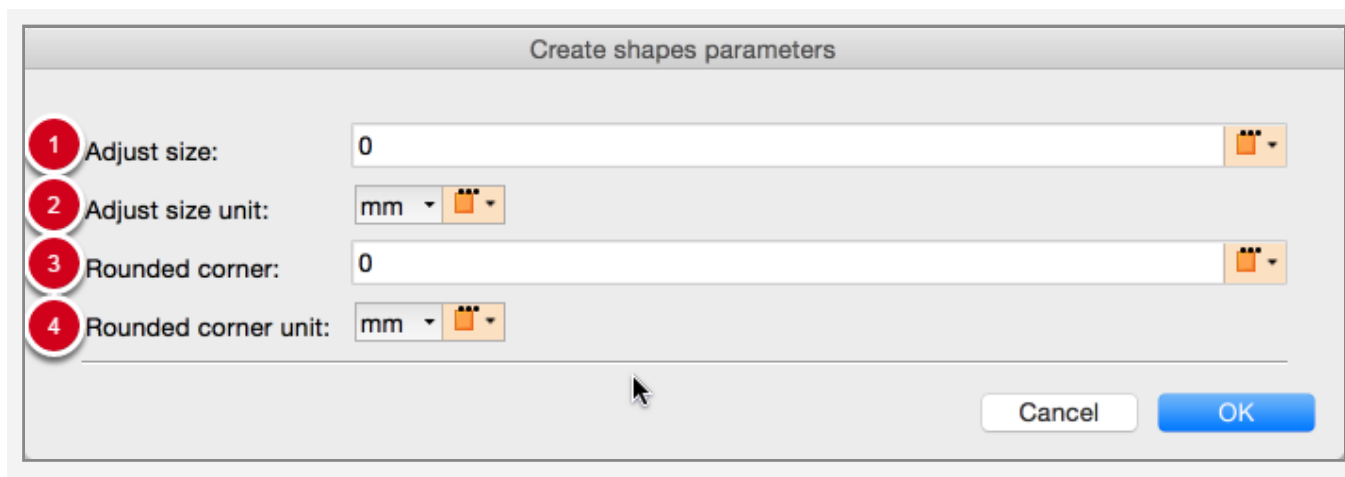 Create shapes parameters
1 Adjust size: 0
2 Adjust size unit: mm
3 Rounded corner: 0
4 Rounded corner unit: mm
Cancel OK